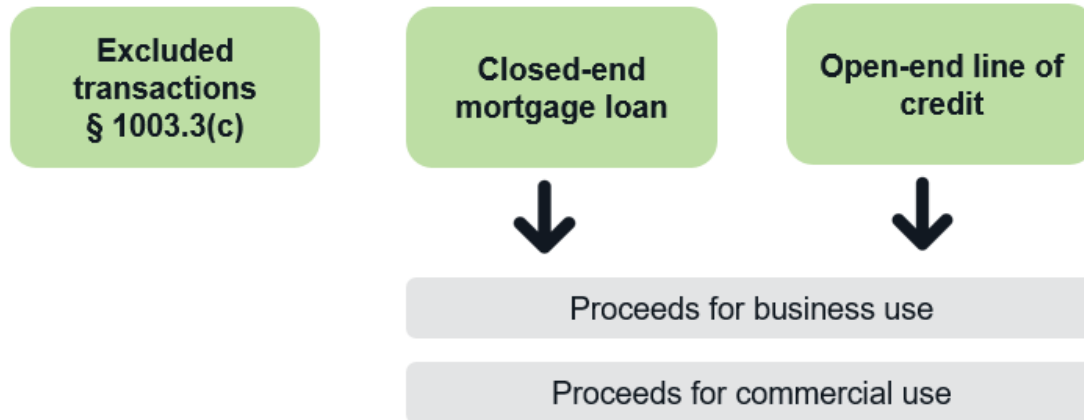 Excluded
transactions
§ 1003.3(c)
Closed-end
mortgage loan
Open-end line of
credit
Proceeds for business use
Proceeds for commercial use